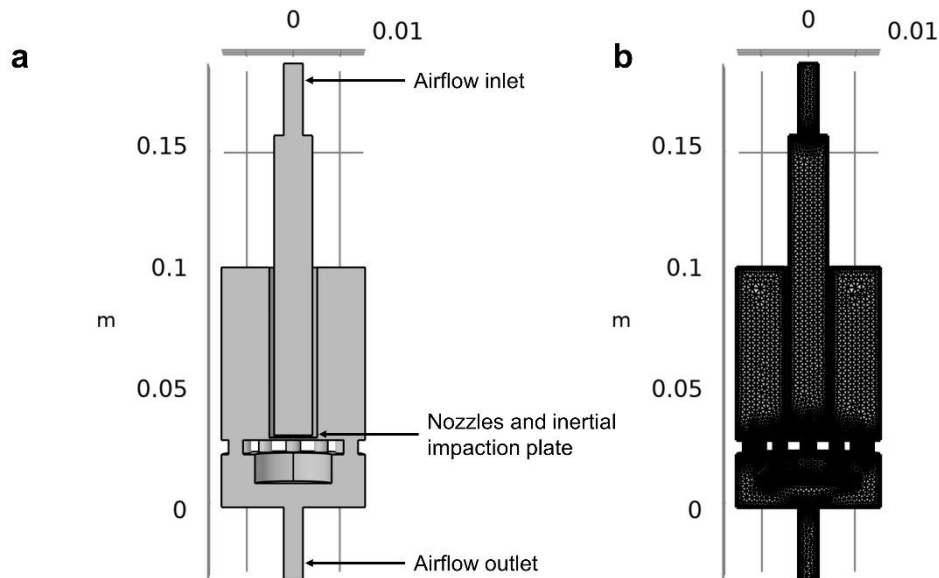 a
0
0.01
Airflow inlet
0.15
0.1
m
0.05
Nozzles and inertial
impaction plate
0
Airflow outlet
b
0
0.01
0.15
0.1
m
0.05
0